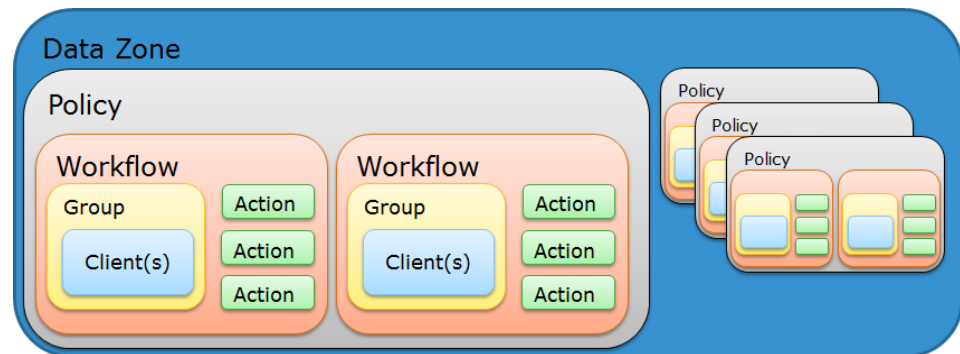 Data Zone
Policy
Workflow
Group
Client(s)
Action
Action
Action
Workflow
Group
Client(s)
Action
Action
Action
Policy
Policy
Policy